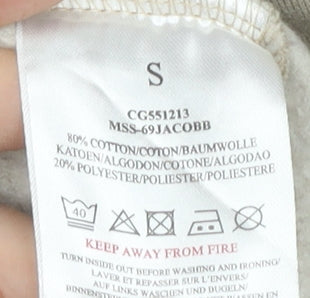 S
CG551213
MSS-69JACOBB
80% COTTON/COTON/BAUMWOLLE
KATOEN/ALGODON/COTONE/ALGODAO
20% POLYESTER/POLIESTER/POLIESTERE
40
KEEP AWAY FROM FIRE
TURN INSIDE OUT BEFORE WASHING AND IRONING/
LAVER ET REPASSER SUR L'ENVERS/
AUF LINKS WASCHEN UND BUGELN/